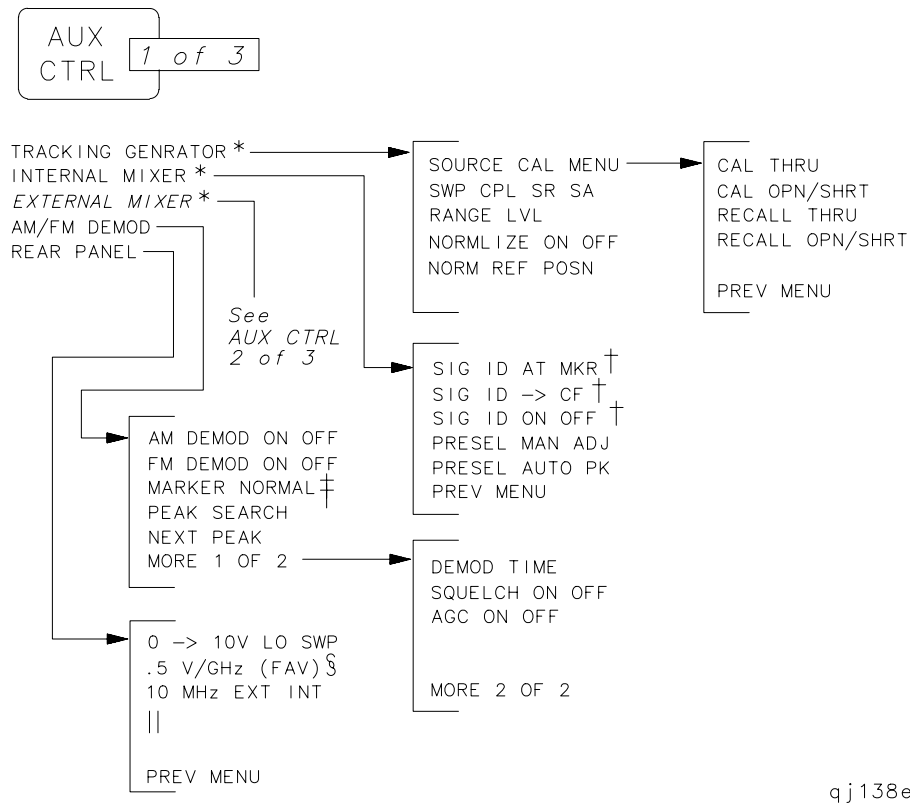 AUX
CTRL
1 of 3
TRACKING GENRATOR*
INTERNAL MIXER*
EXTERNAL MIXER*
AM/FM DEMOD
REAR PANEL
See
AUX CTRL
2 of 3
SOURCE CAL MENU
SWP CPL SR SA
RANGE LVL
NORMLIZE ON OFF
NORM REF POSN
CAL THRU
CAL OPN/SHRT
RECALL THRU
RECALL OPN/SHRT
PREV MENU
SIG ID AT MKR†
SIG ID -> CF†
SIG ID ON OFF†
PRESEL MAN ADJ
PRESEL AUTO PK
PREV MENU
AM DEMOD ON OFF
FM DEMOD ON OFF
MARKER NORMAL‡
PEAK SEARCH
NEXT PEAK
MORE 1 OF 2
DEMOD TIME
SQUELCH ON OFF
AGC ON OFF
MORE 2 OF 2
0 -> 10V LO SWP
.5 V/GHz (FAV)§
10 MHz EXT INT
||
PREV MENU
qj138e